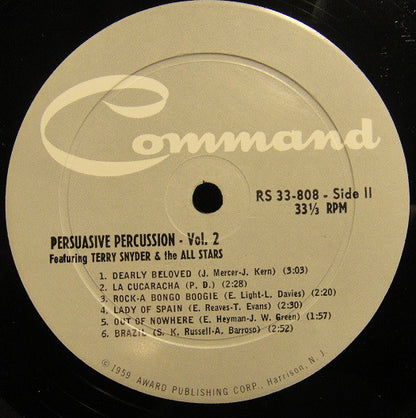 Command
RS 33-808 - Side II
33⅓ RPM
PERSUASIVE PERCUSSION - Vol. 2
Featuring TERRY SNYDER & the ALL STARS
1. DEARLY BELOVED (J. Mercer-J. Kern) (3:03)
2. LA CUCARACHA (P. D.) (2:28)
3. ROCK-A BONGO BOOGIE (E. Light-L. Davies) (2:20)
4. LADY OF SPAIN (E. Reaves-T. Evans) (2:30)
5. OUT OF NOWHERE (E. Heyman-J. W. Green) (1:57)
6. BRAZIL (S. K. Russell-A. Barroso) (2:52)
© 1959 AWARD PUBLISHING CORP., Harrison, N. J.